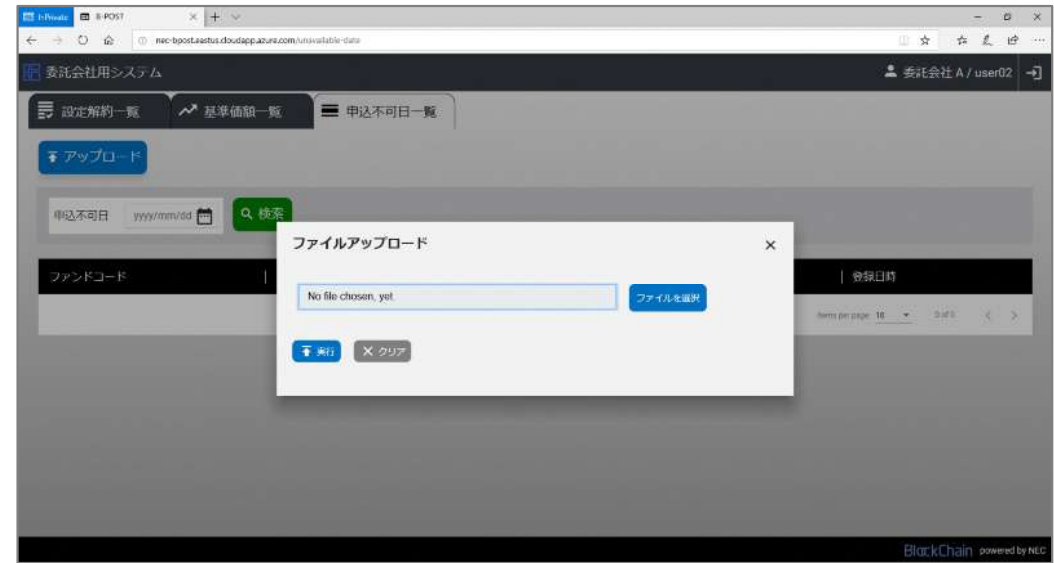 InPrivate B-POST
nec-bpost.eastus.cloudapp.azure.com/unavailable-date
委託会社用システム
委託会社 A / user02
設定解約一覧
基準価額一覧
申込不可日一覧
アップロード
申込不可日
yyyy/mm/dd
検索
ファイルアップロード
ファンドコード
登録日時
No file chosen, yet.
ファイルを選択
Items per page: 10
0 of 0
実行
クリア
BlockChain powered by NEC